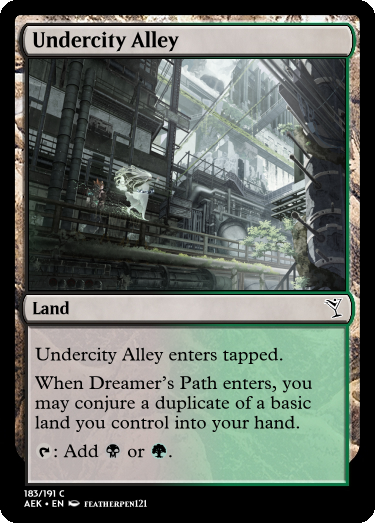 Undercity Alley
Land
Undercity Alley enters tapped.
When Dreamer's Path enters, you
may conjure a duplicate of a basic
land you control into your hand.
: Add or .
183/191 C
AEK • EN FEATHERPEN121